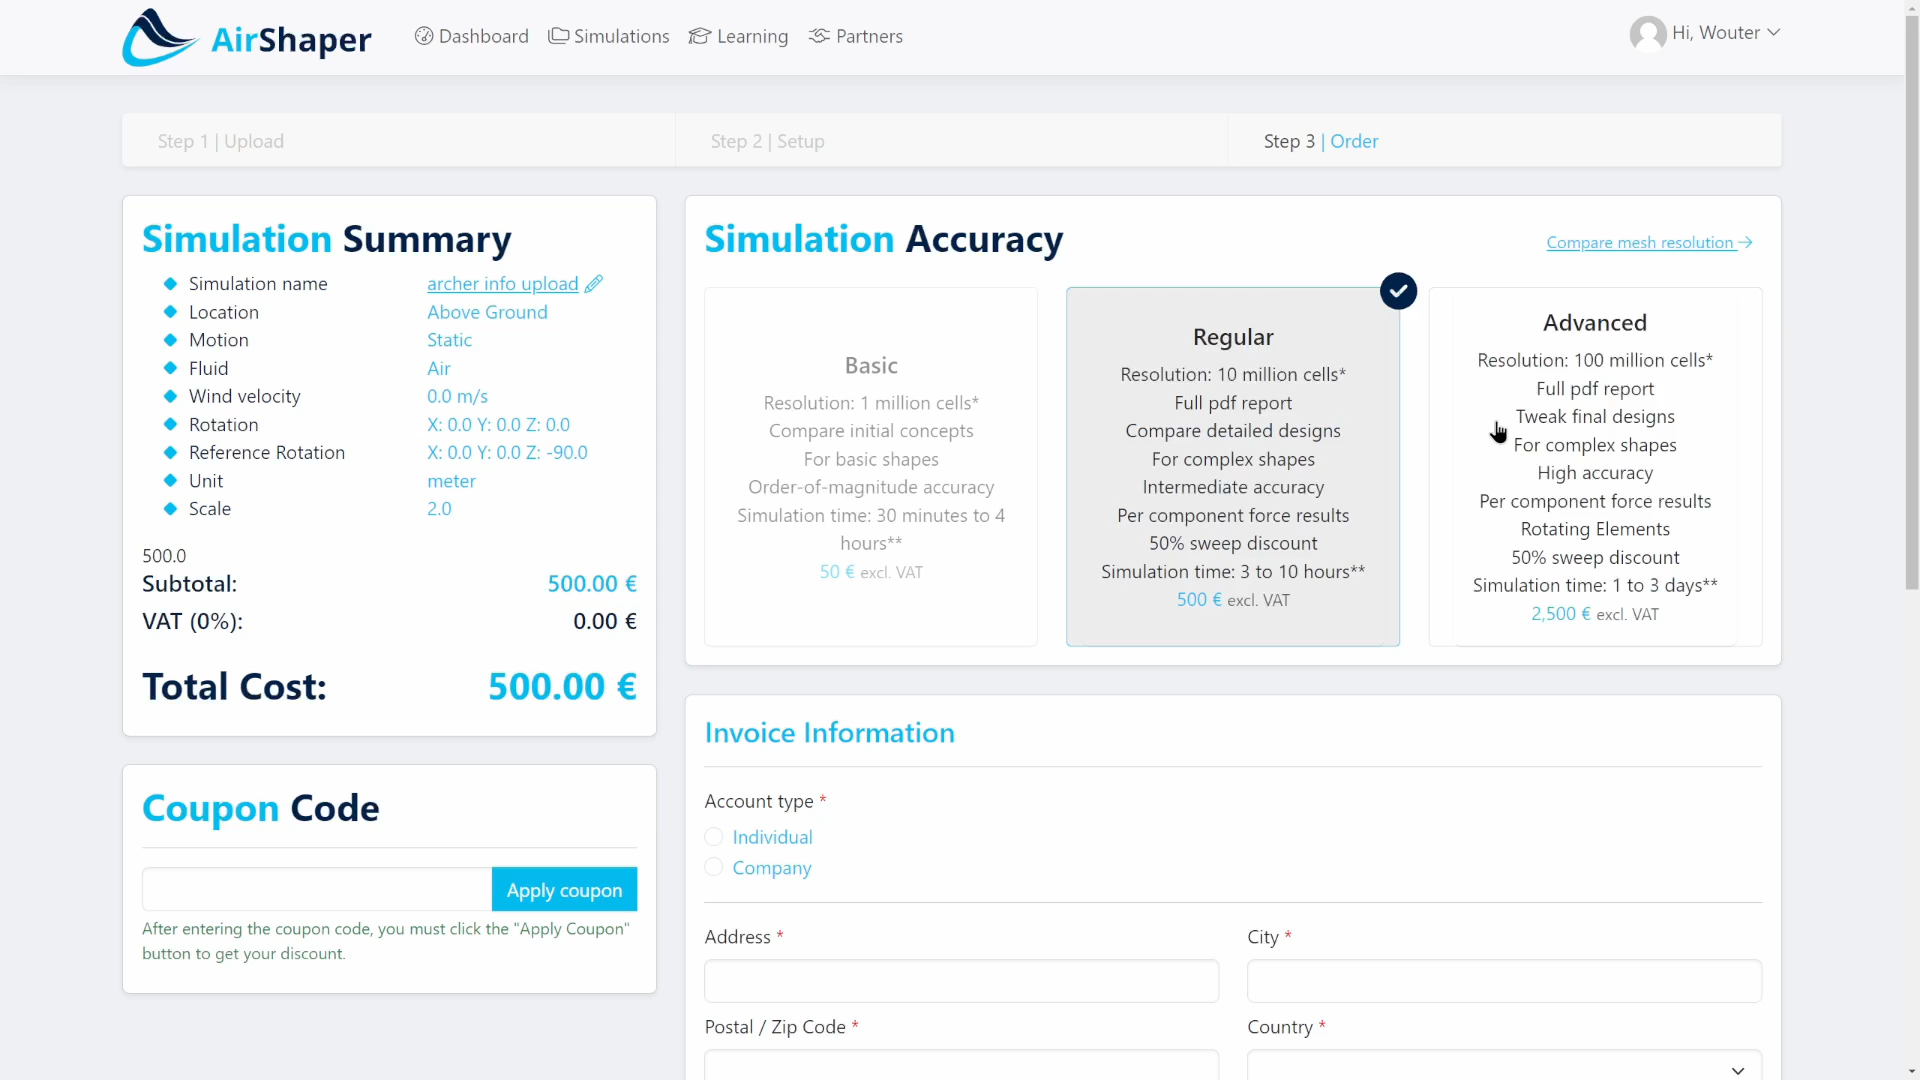 AirShaper
Dashboard
Simulations
Learning
Partners
Hi, Wouter
Step 1 | Upload
Step 2 | Setup
Step 3 | Order
Simulation Summary
Simulation name archer info upload
Location Above Ground
Motion Static
Fluid Air
Wind velocity 0.0 m/s
Rotation X: 0.0 Y: 0.0 Z: 0.0
Reference Rotation X: 0.0 Y: 0.0 Z: -90.0
Unit meter
Scale 2.0
500.0
Subtotal: 500.00 €
VAT (0%): 0.00 €
Total Cost: 500.00 €
Coupon Code
Apply coupon
After entering the coupon code, you must click the "Apply Coupon"
button to get your discount.
Simulation Accuracy
Compare mesh resolution
Basic
Resolution: 1 million cells*
Compare initial concepts
For basic shapes
Order-of-magnitude accuracy
Simulation time: 30 minutes to 4
hours**
50 € excl. VAT
Regular
Resolution: 10 million cells*
Full pdf report
Compare detailed designs
For complex shapes
Intermediate accuracy
Per component force results
50% sweep discount
Simulation time: 3 to 10 hours**
500 € excl. VAT
Advanced
Resolution: 100 million cells*
Full pdf report
Tweak final designs
For complex shapes
High accuracy
Per component force results
Rotating Elements
50% sweep discount
Simulation time: 1 to 3 days**
2,500 € excl. VAT
Invoice Information
Account type *
Individual
Company
Address *
City *
Postal / Zip Code *
Country *